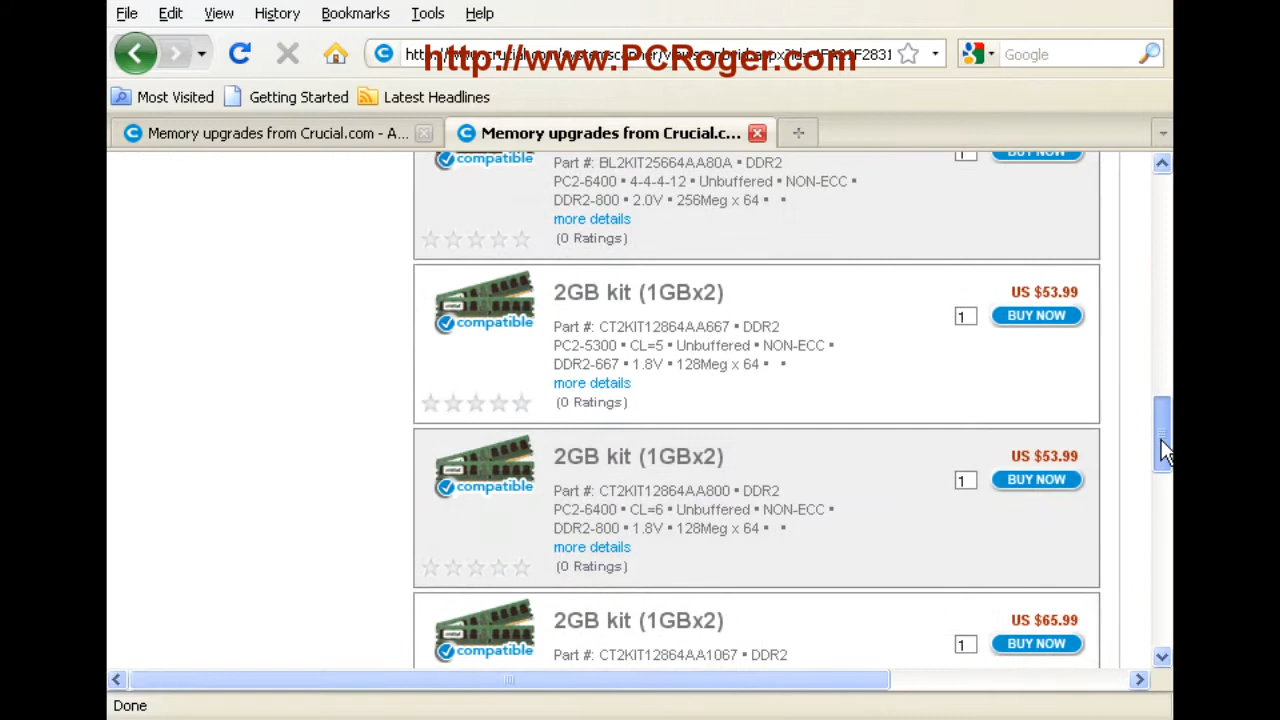 File Edit View History Bookmarks Tools Help
http://www.PCRoger.com
Google
Most Visited Getting Started Latest Headlines
Memory upgrades from Crucial.com - A... Memory upgrades from Crucial.c...
compatible Part #: BL2KIT25664AA80A • DDR2 1 BUY NOW
PC2-6400 • 4-4-4-12 • Unbuffered • NON-ECC •
DDR2-800 • 2.0V • 256Meg x 64 • •
more details
(0 Ratings)
2GB kit (1GBx2) US $53.99
1 BUY NOW
compatible Part #: CT2KIT12864AA667 • DDR2
PC2-5300 • CL=5 • Unbuffered • NON-ECC •
DDR2-667 • 1.8V • 128Meg x 64 • •
more details
(0 Ratings)
2GB kit (1GBx2) US $53.99
1 BUY NOW
compatible Part #: CT2KIT12864AA800 • DDR2
PC2-6400 • CL=6 • Unbuffered • NON-ECC •
DDR2-800 • 1.8V • 128Meg x 64 • •
more details
(0 Ratings)
2GB kit (1GBx2) US $65.99
1 BUY NOW
compatible Part #: CT2KIT12864AA1067 • DDR2
Done